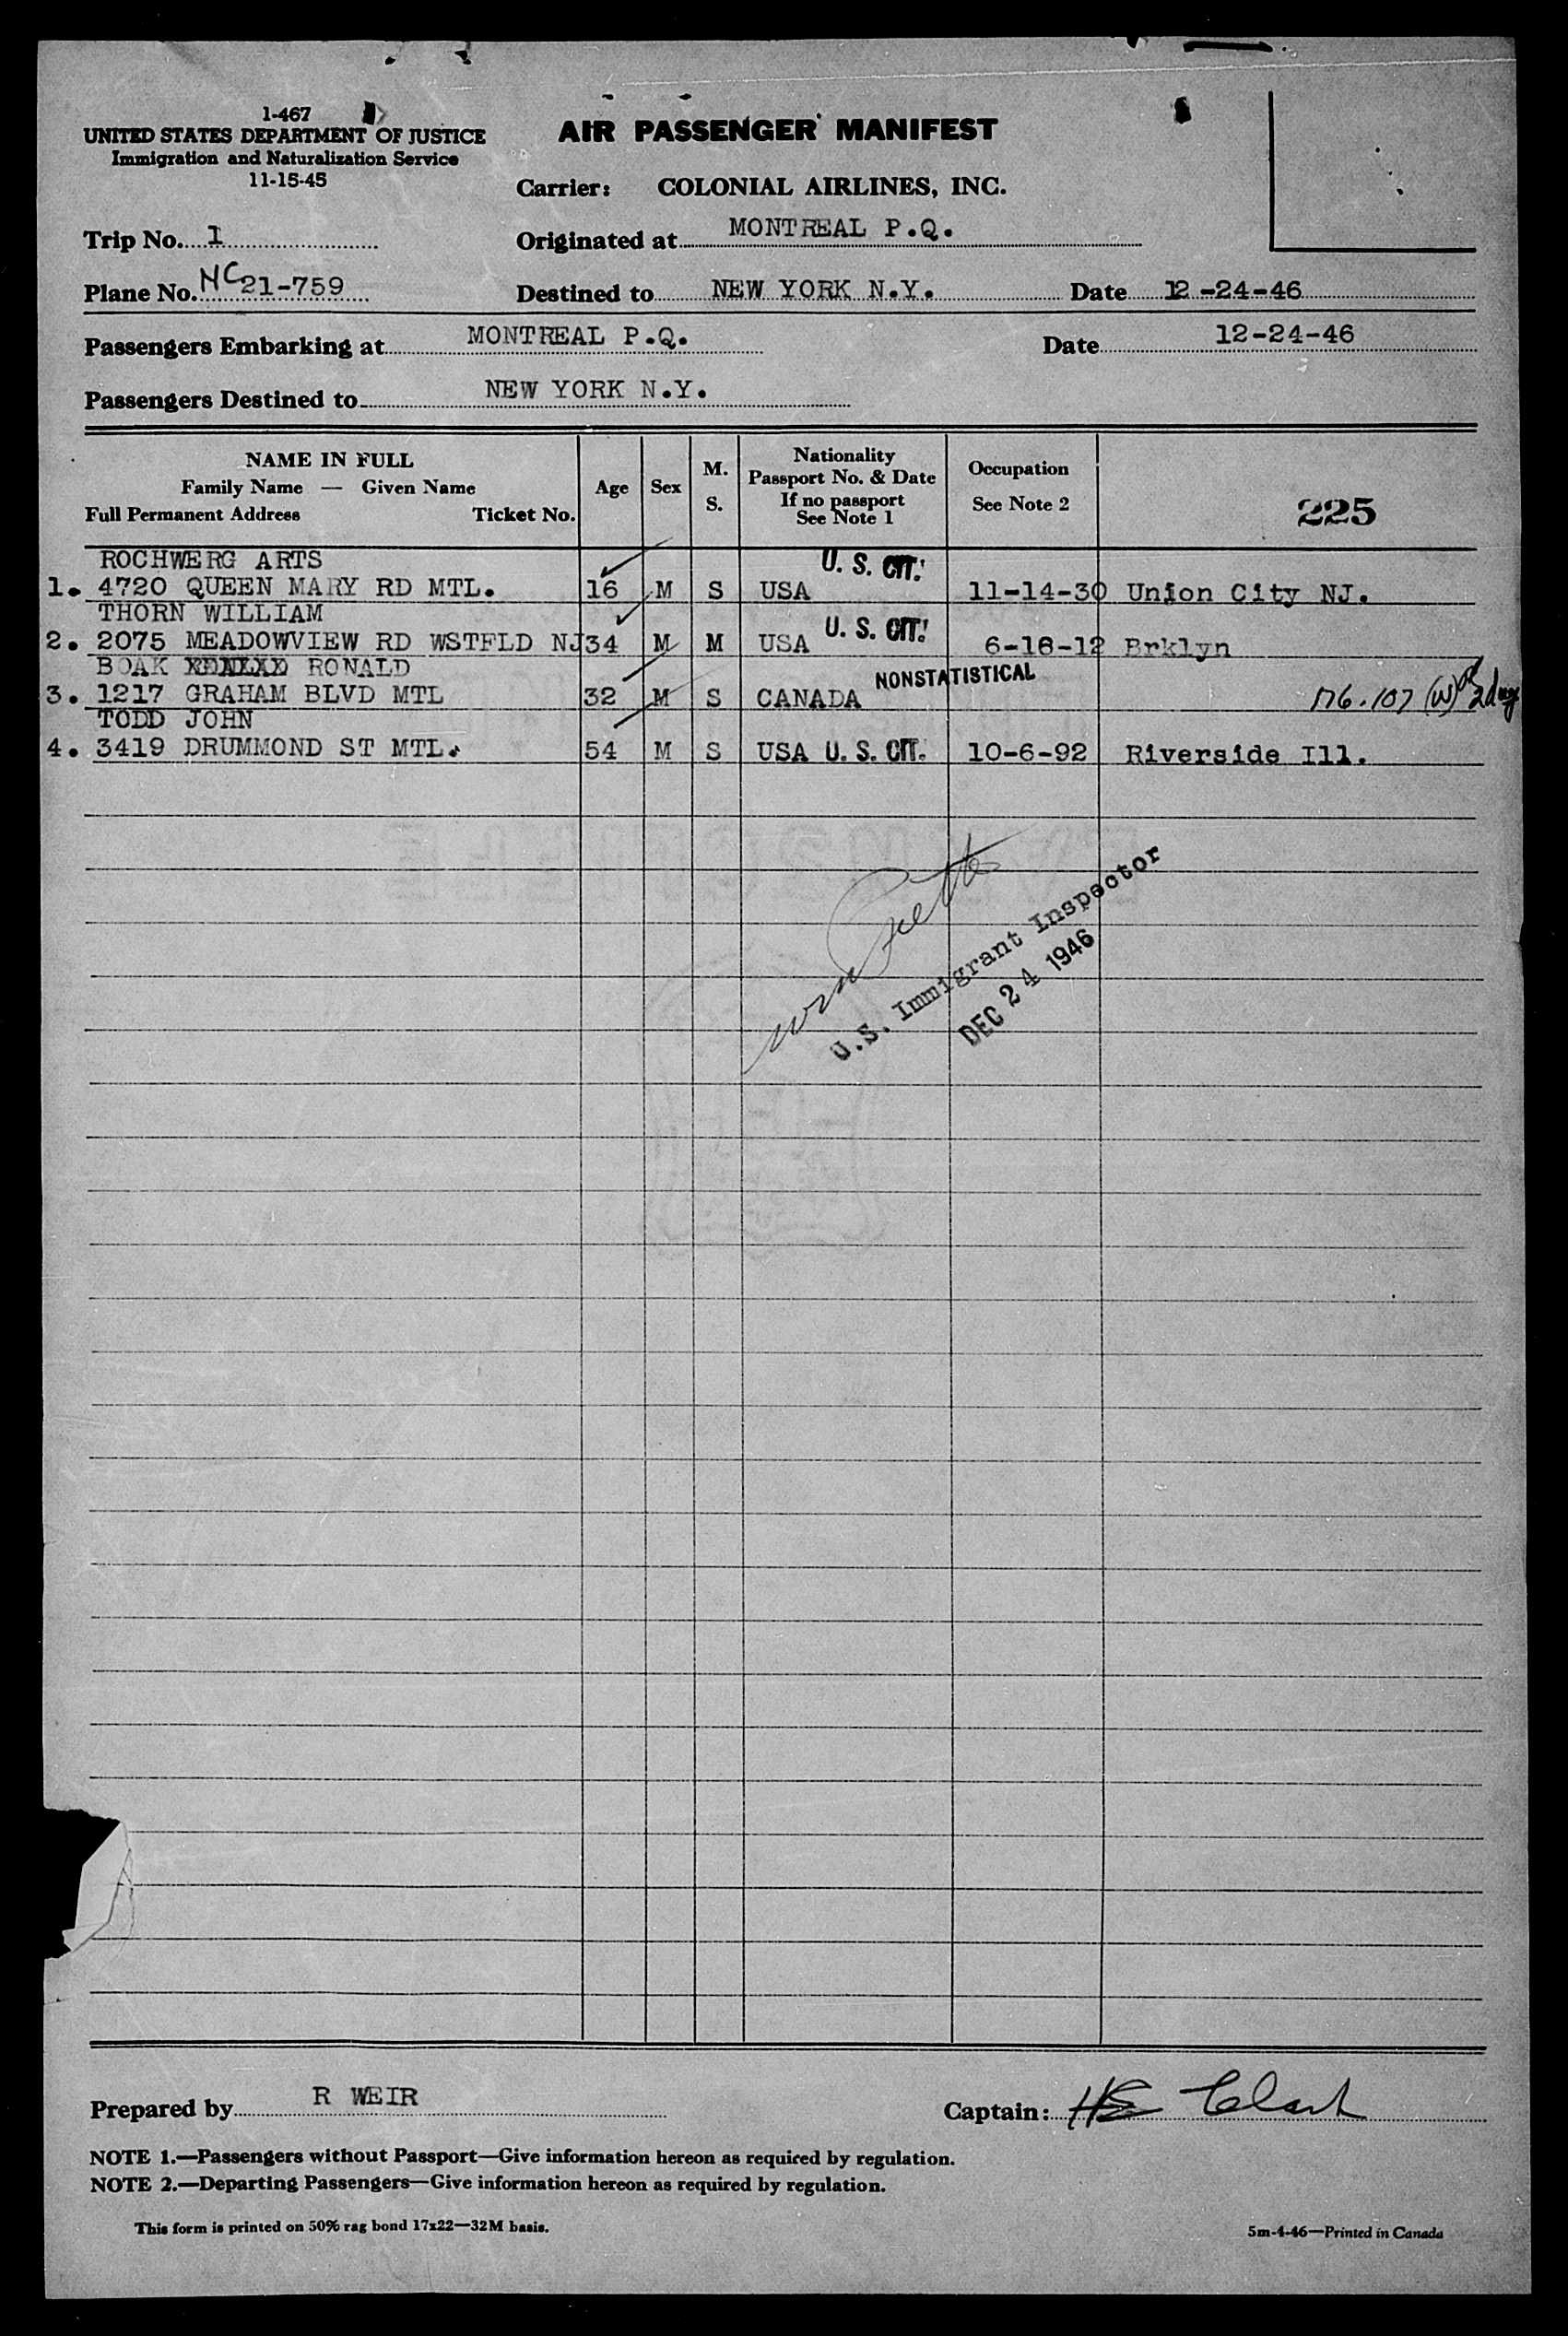 1-467
UNITED STATES DEPARTMENT OF JUSTICE
Immigration and Naturalization Service
11-15-45
AIR PASSENGER MANIFEST
Carrier: COLONIAL AIRLINES, INC.
Trip No. 1
Originated at MONTREAL P.Q.
Plane No. NC 21-759
Destined to NEW YORK N.Y. Date 12-24-46
Passengers Embarking at MONTREAL P.Q. Date 12-24-46
Passengers Destined to NEW YORK N.Y.
NAME IN FULL
Family Name — Given Name
Full Permanent Address Ticket No.
Age
Sex
M.
S.
Nationality
Passport No. & Date
If no passport
See Note 1
Occupation
See Note 2
225
ROCHWERG ARTS U. S. CIT.
1. 4720 QUEEN MARY RD MTL. 16 M S USA 11-14-30 Union City NJ.
THORN WILLIAM U. S. CIT.
2. 2075 MEADOWVIEW RD WSTFLD NJ 34 M M USA 6-18-12 Brklyn
BOAK RONALD NONSTATISTICAL
3. 1217 GRAHAM BLVD MTL 32 M S CANADA 176.107 (W) 2 days
TODD JOHN
4. 3419 DRUMMOND ST MTL. 54 M S USA U. S. CIT. 10-6-92 Riverside Ill.
U.S. Immigrant Inspector
DEC 24 1946
Prepared by R WEIR
Captain: HE Clark
NOTE 1.—Passengers without Passport—Give information hereon as required by regulation.
NOTE 2.—Departing Passengers—Give information hereon as required by regulation.
This form is printed on 50% rag bond 17x22—32M basis.
5m-4-46—Printed in Canada